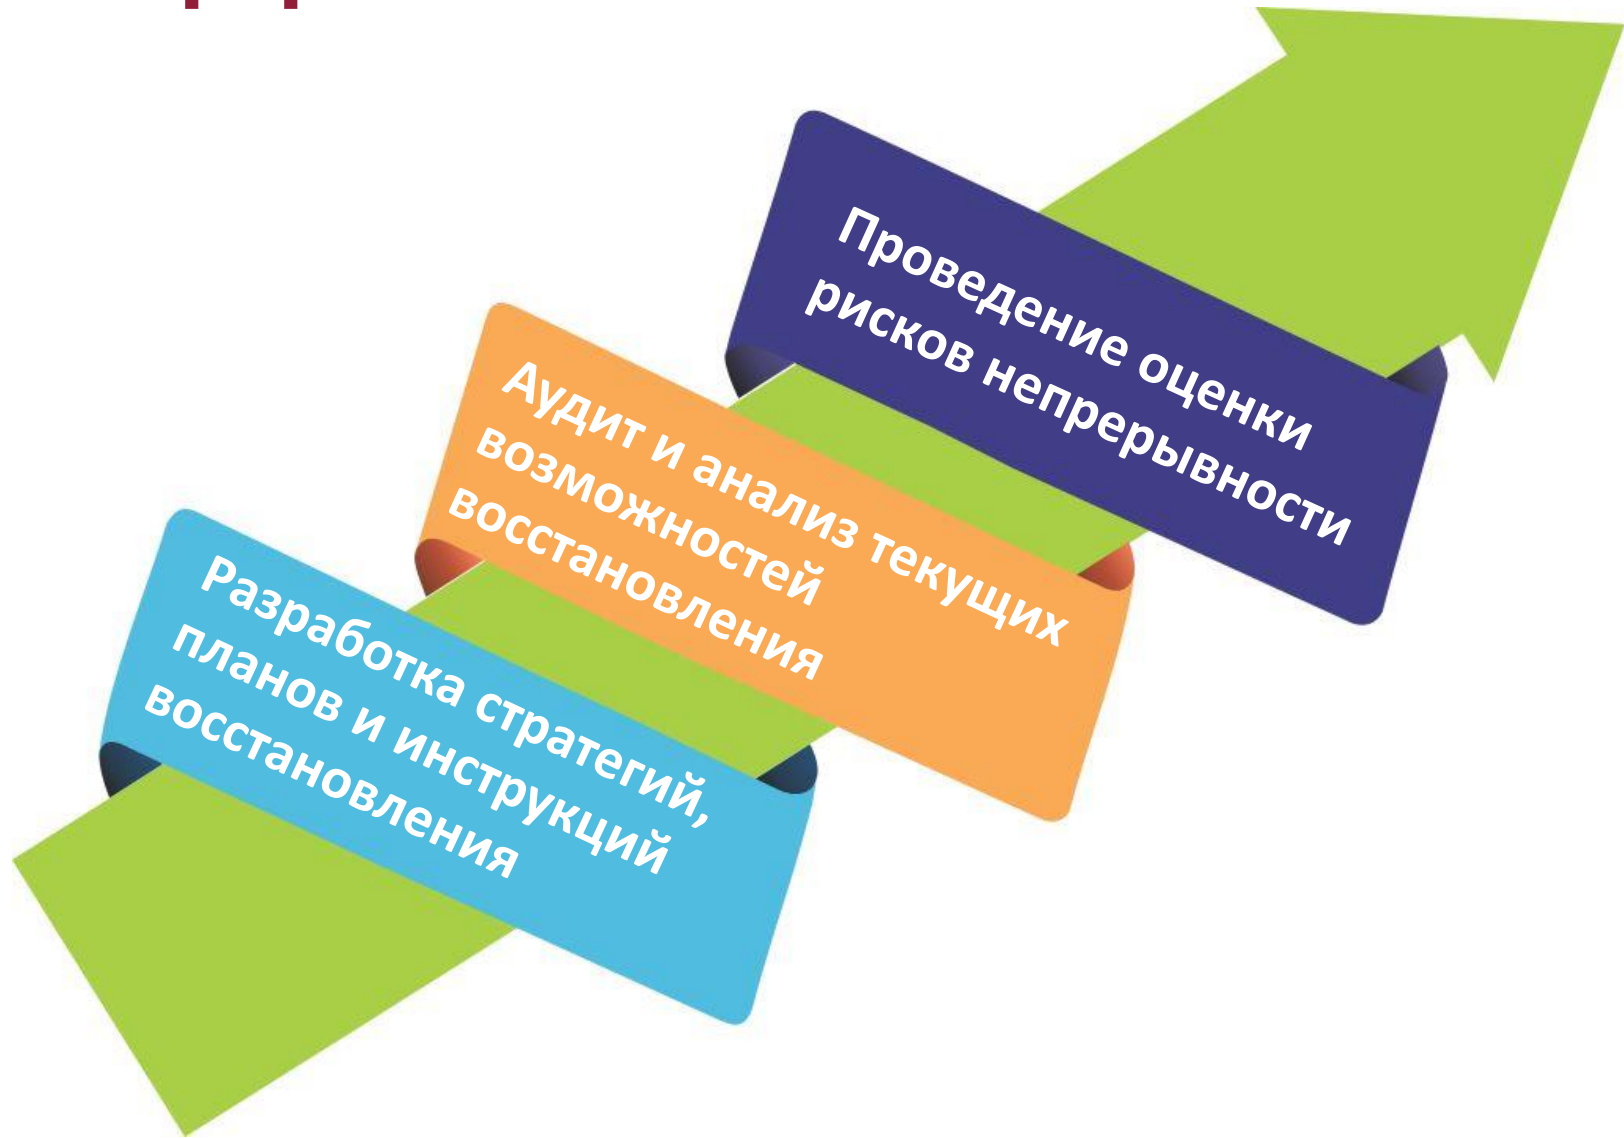 Проведение оценки
рисков непрерывности
Аудит и анализ текущих
возможностей
восстановления
Разработка стратегий,
планов и инструкций
восстановления